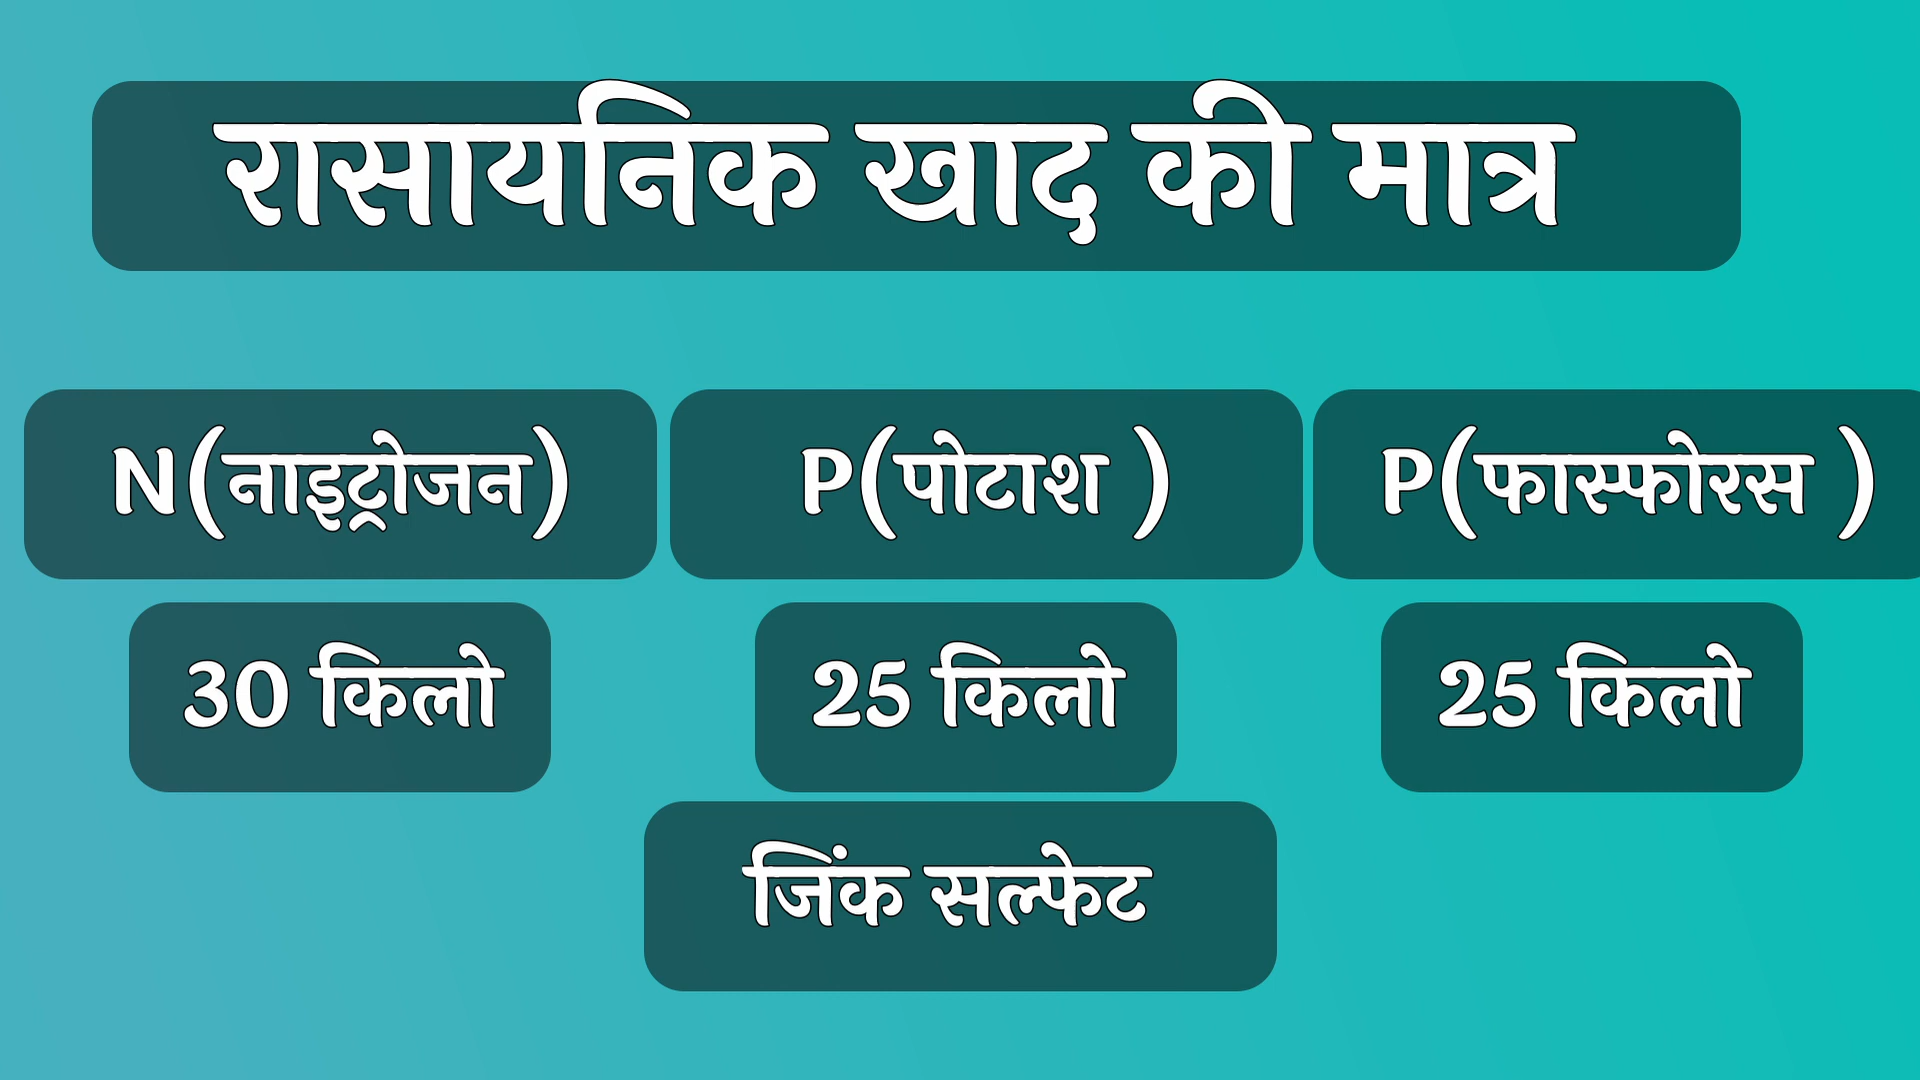 रासायनिक खाद की मात्र
N(नाइट्रोजन) P(पोटाश ) P(फास्फोरस )
30 किलो 25 किलो 25 किलो
जिंक सल्फेट